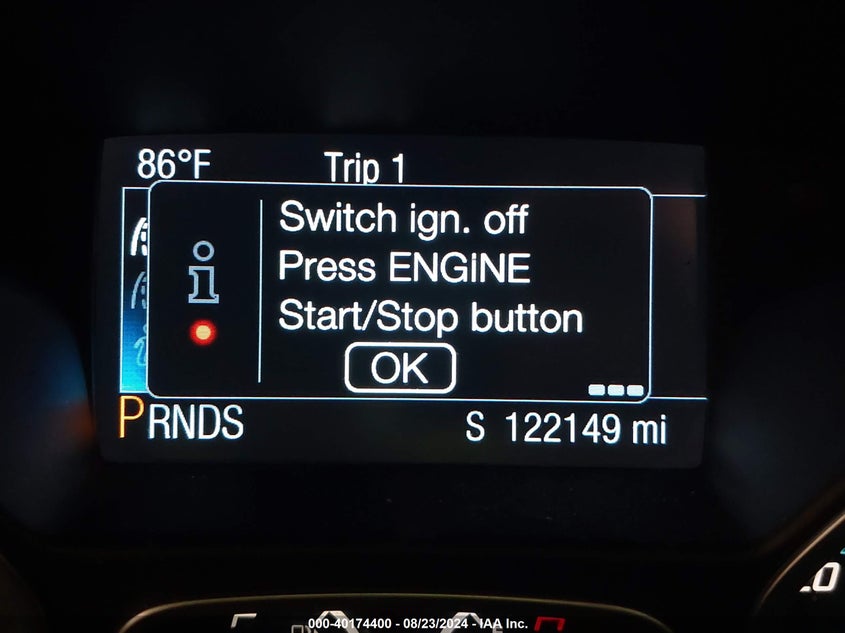 86°F Trip 1
Switch ign. off
Press ENGiNE
Start/Stop button
OK
PRNDS S 122149 mi
.0
000-40174400 - 08/23/2024 - IAA Inc.